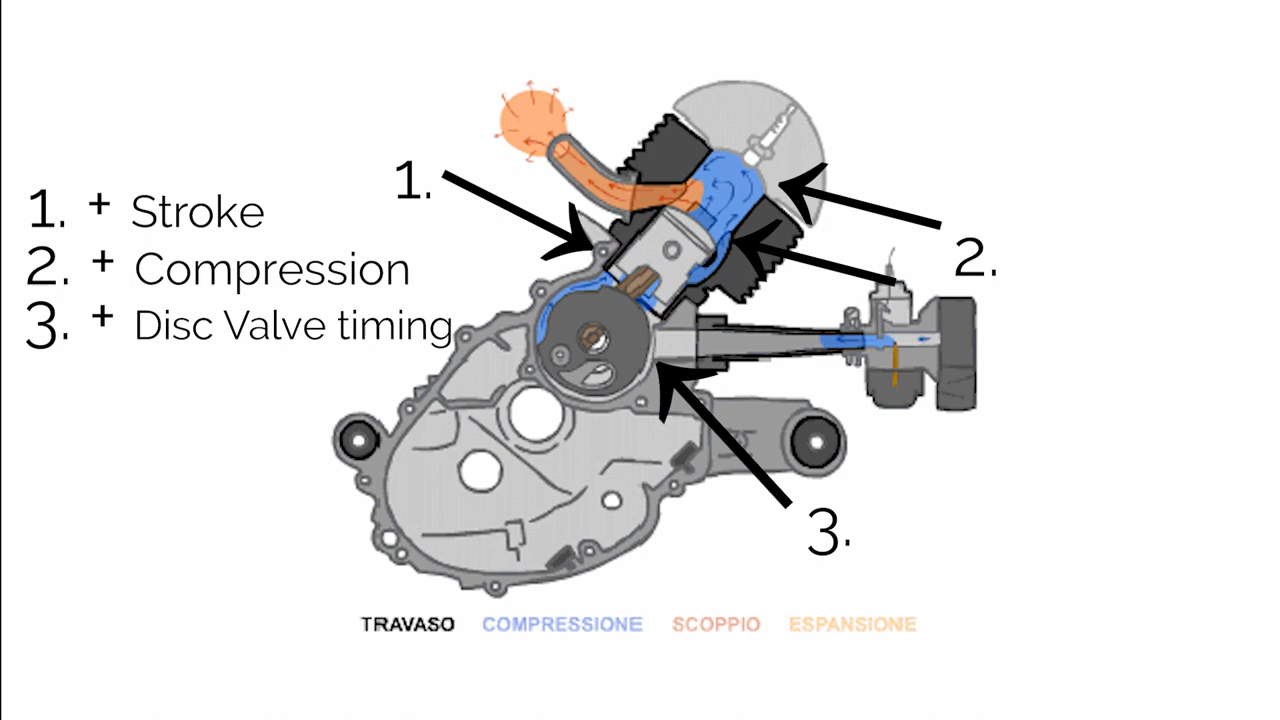 1. + Stroke
2. + Compression
3. + Disc Valve timing
1.
2.
3.
TRAVASO COMPRESSIONE SCOPPIO ESPANSIONE